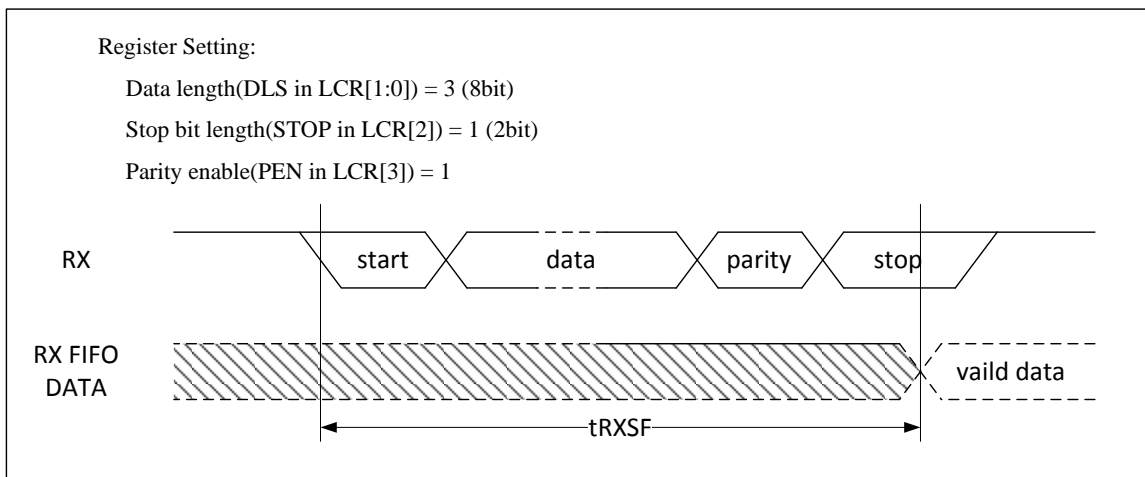 Register Setting:
Data length(DLS in LCR[1:0]) = 3 (8bit)
Stop bit length(STOP in LCR[2]) = 1 (2bit)
Parity enable(PEN in LCR[3]) = 1
RX
start
data
parity
stop
RX FIFO
DATA
vaild data
tRXSF